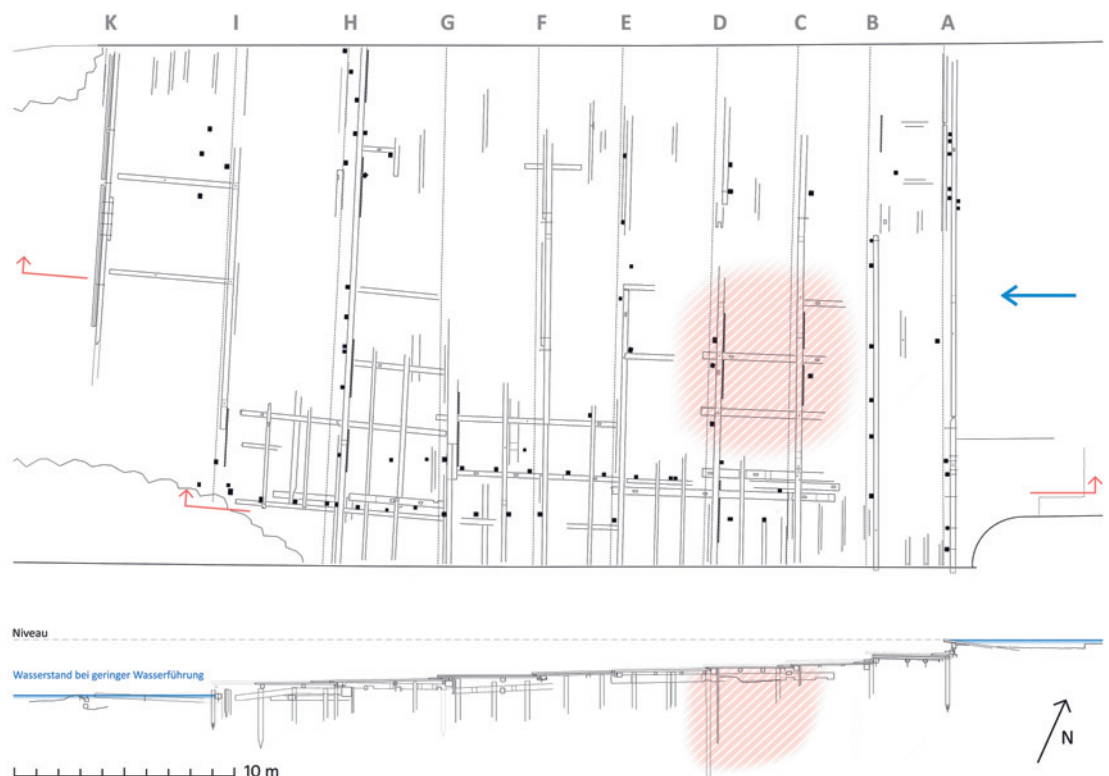 K I H G F E D C B A
Niveau
Wasserstand bei geringer Wasserführung
N
10 m